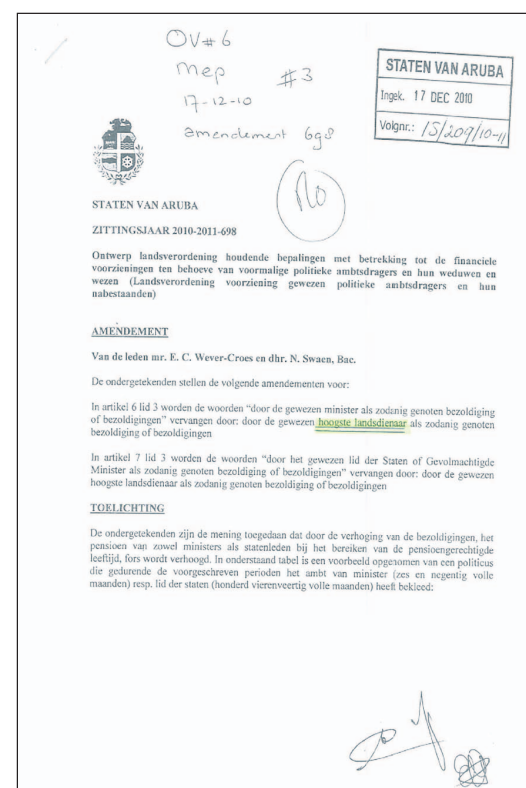 OV#6
mep #3
17-12-10
amendement 698
STATEN VAN ARUBA
Ingek. 17 DEC 2010
Volgnr.: 15/209/10-11
No
STATEN VAN ARUBA
ZITTINGSJAAR 2010-2011-698
Ontwerp landsverordening houdende bepalingen met betrekking tot de financiele
voorzieningen ten behoeve van voormalige politieke ambtsdragers en hun weduwen en
wezen (Landsverordening voorziening gewezen politieke ambtsdragers en hun
nabestaanden)
AMENDEMENT
Van de leden mr. E. C. Wever-Croes en dhr. N. Swaen, Bac.
De ondergetekenden stellen de volgende amendementen voor:
In artikel 6 lid 3 worden de woorden “door de gewezen minister als zodanig genoten bezoldiging
of bezoldigingen” vervangen door: door de gewezen hoogste landsdienaar als zodanig genoten
bezoldiging of bezoldigingen
In artikel 7 lid 3 worden de woorden “door het gewezen lid der Staten of Gevolmachtigde
Minister als zodanig genoten bezoldiging of bezoldigingen” vervangen door: door de gewezen
hoogste landsdienaar als zodanig genoten bezoldiging of bezoldigingen
TOELICHTING
De ondergetekenden zijn de mening toegedaan dat door de verhoging van de bezoldigingen, het
pensioen van zowel ministers als statenleden bij het bereiken van de pensioengerechtigde
leeftijd, fors wordt verhoogd. In onderstaand tabel is een voorbeeld opgenomen van een politicus
die gedurende de voorgeschreven perioden het ambt van minister (zes en negentig volle
maanden) resp. lid der staten (honderd vierenveertig volle maanden) heeft bekleed: